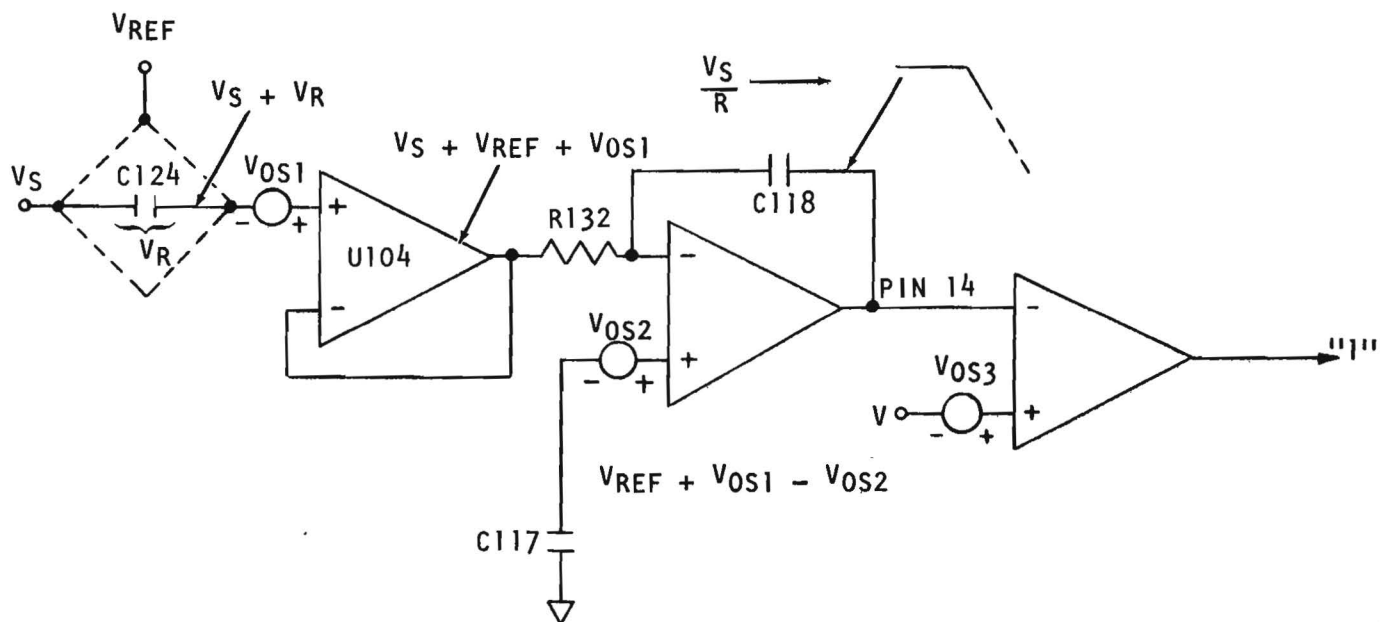 VREF
VS + VR
VS
R
VS + VREF + VOS1
VS
C124
VOS1
- +
VR
+
U104
-
R132
C118
-
PIN 14
VOS2
- +
+
-
"1"
VOS3
V
- +
+
VREF + VOS1 - VOS2
C117